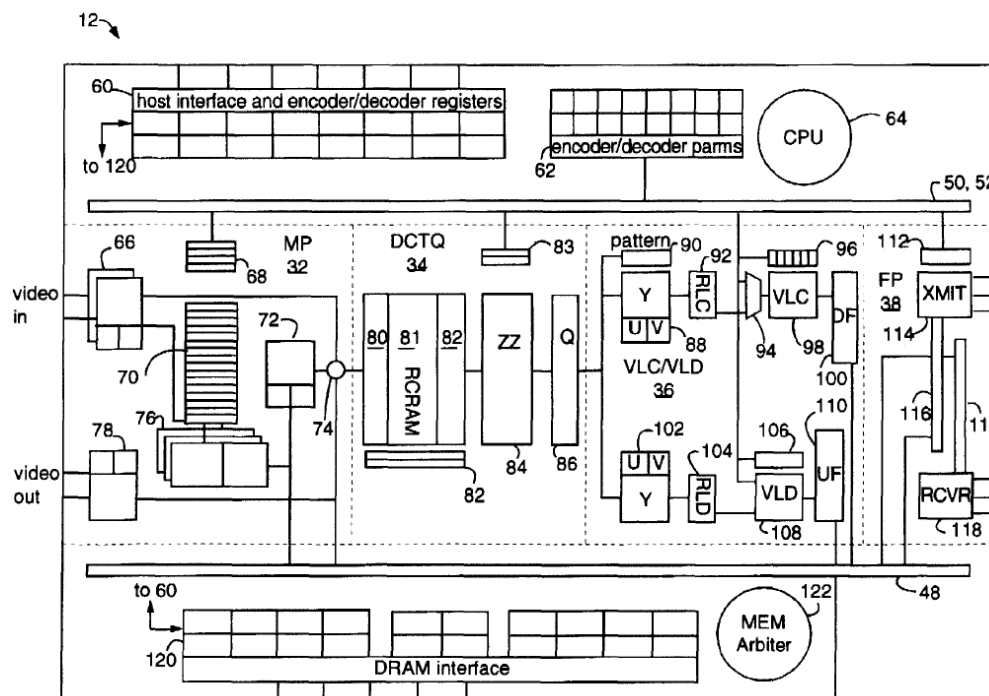 12
60
host interface and encoder/decoder registers
to 120
62
encoder/decoder parms
CPU
64
50, 52
66
68
MP
32
DCTQ
34
83
pattern
90
92
96
112
video
in
70
72
74
80
81
82
RCRAM
ZZ
Q
Y
U V
88
RLC
94
VLC
98
DF
100
FP
38
XMIT
114
VLC/VLD
36
76
78
video
out
82
84
86
102
U V
Y
104
RLD
106
VLD
108
110
UF
116
11
RCVR
118
48
to 60
120
DRAM interface
MEM
Arbiter
122